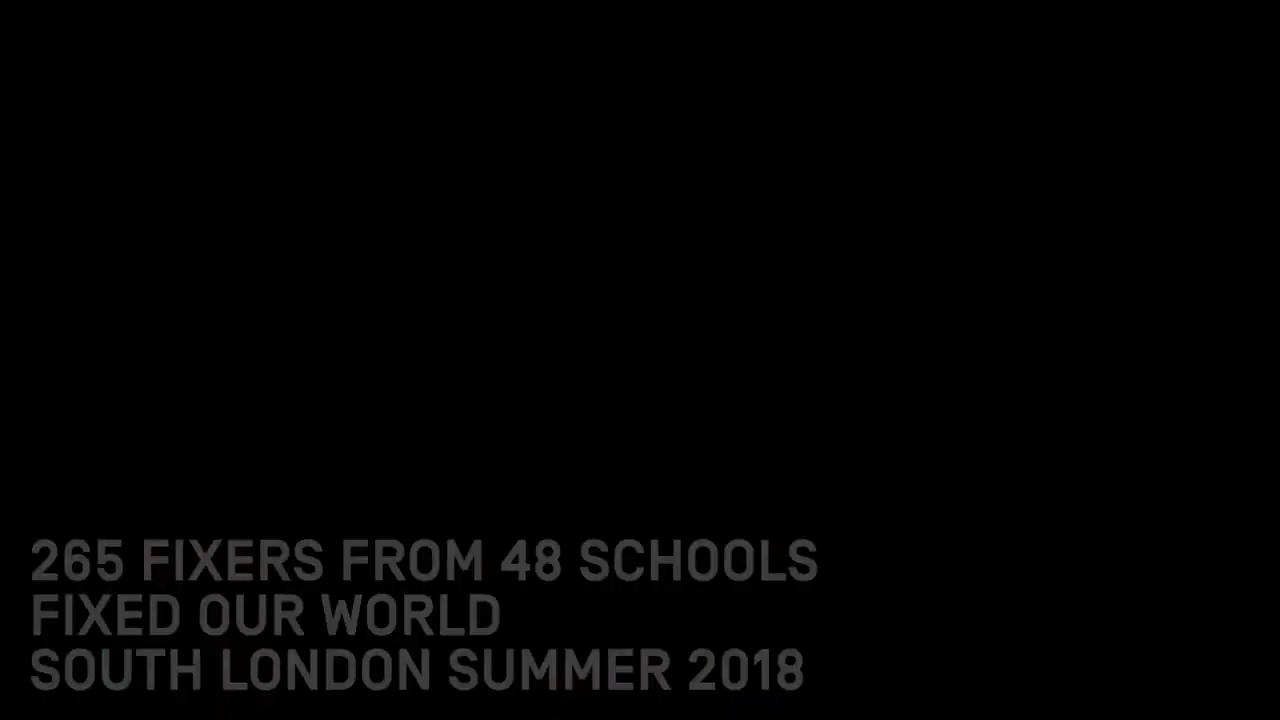 265 FIXERS FROM 48 SCHOOLS
FIXED OUR WORLD
SOUTH LONDON SUMMER 2018